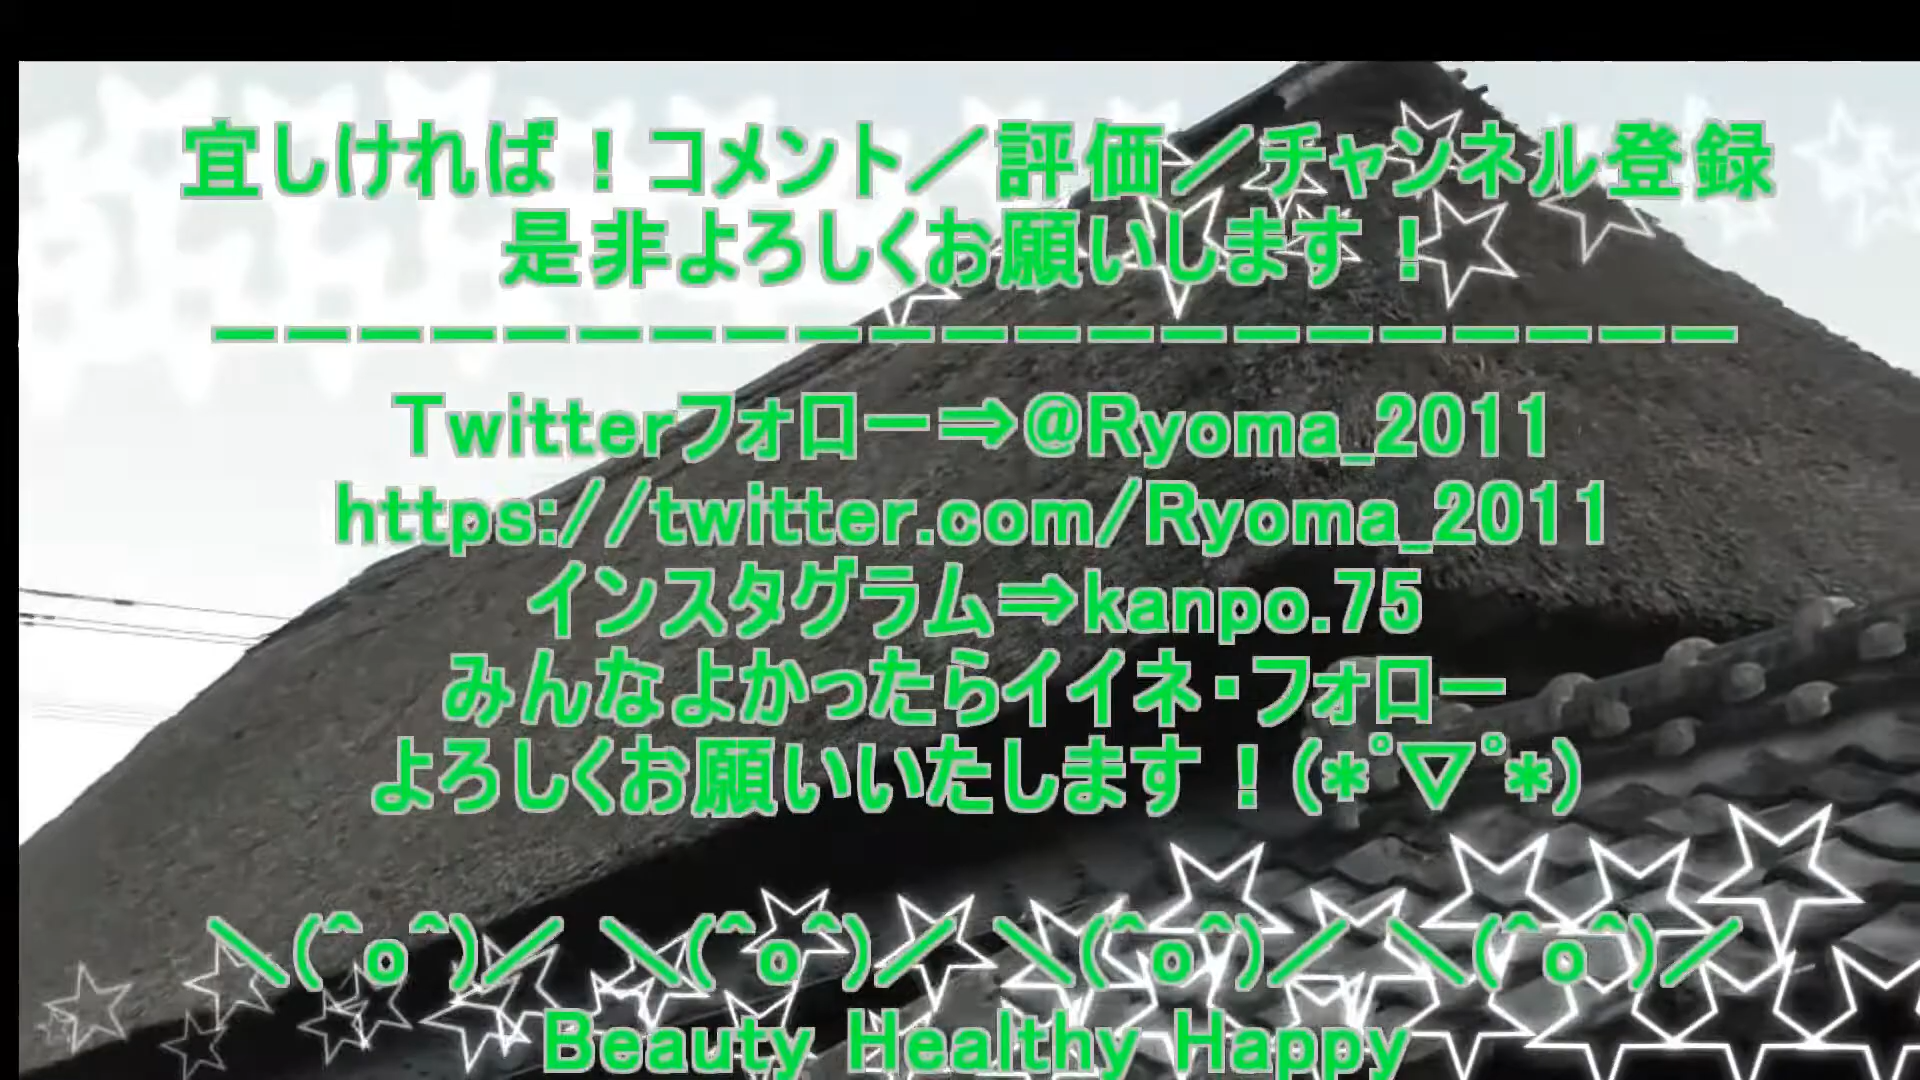 宜しければ！コメント／評価／チャンネル登録
是非よろしくお願いします！
ーーーーーーーーーーーーーーーーーーーーー
Twitterフォロー⇒@Ryoma_2011
https://twitter.com/Ryoma_2011
インスタグラム⇒kanpo.75
みんなよかったらイイネ・フォロー
よろしくお願いいたします！(*ﾟ▽ﾟ*)
＼(^o^)／ ＼(^o^)／ ＼(^o^)／ ＼(^o^)／
Beauty Healthy Happy